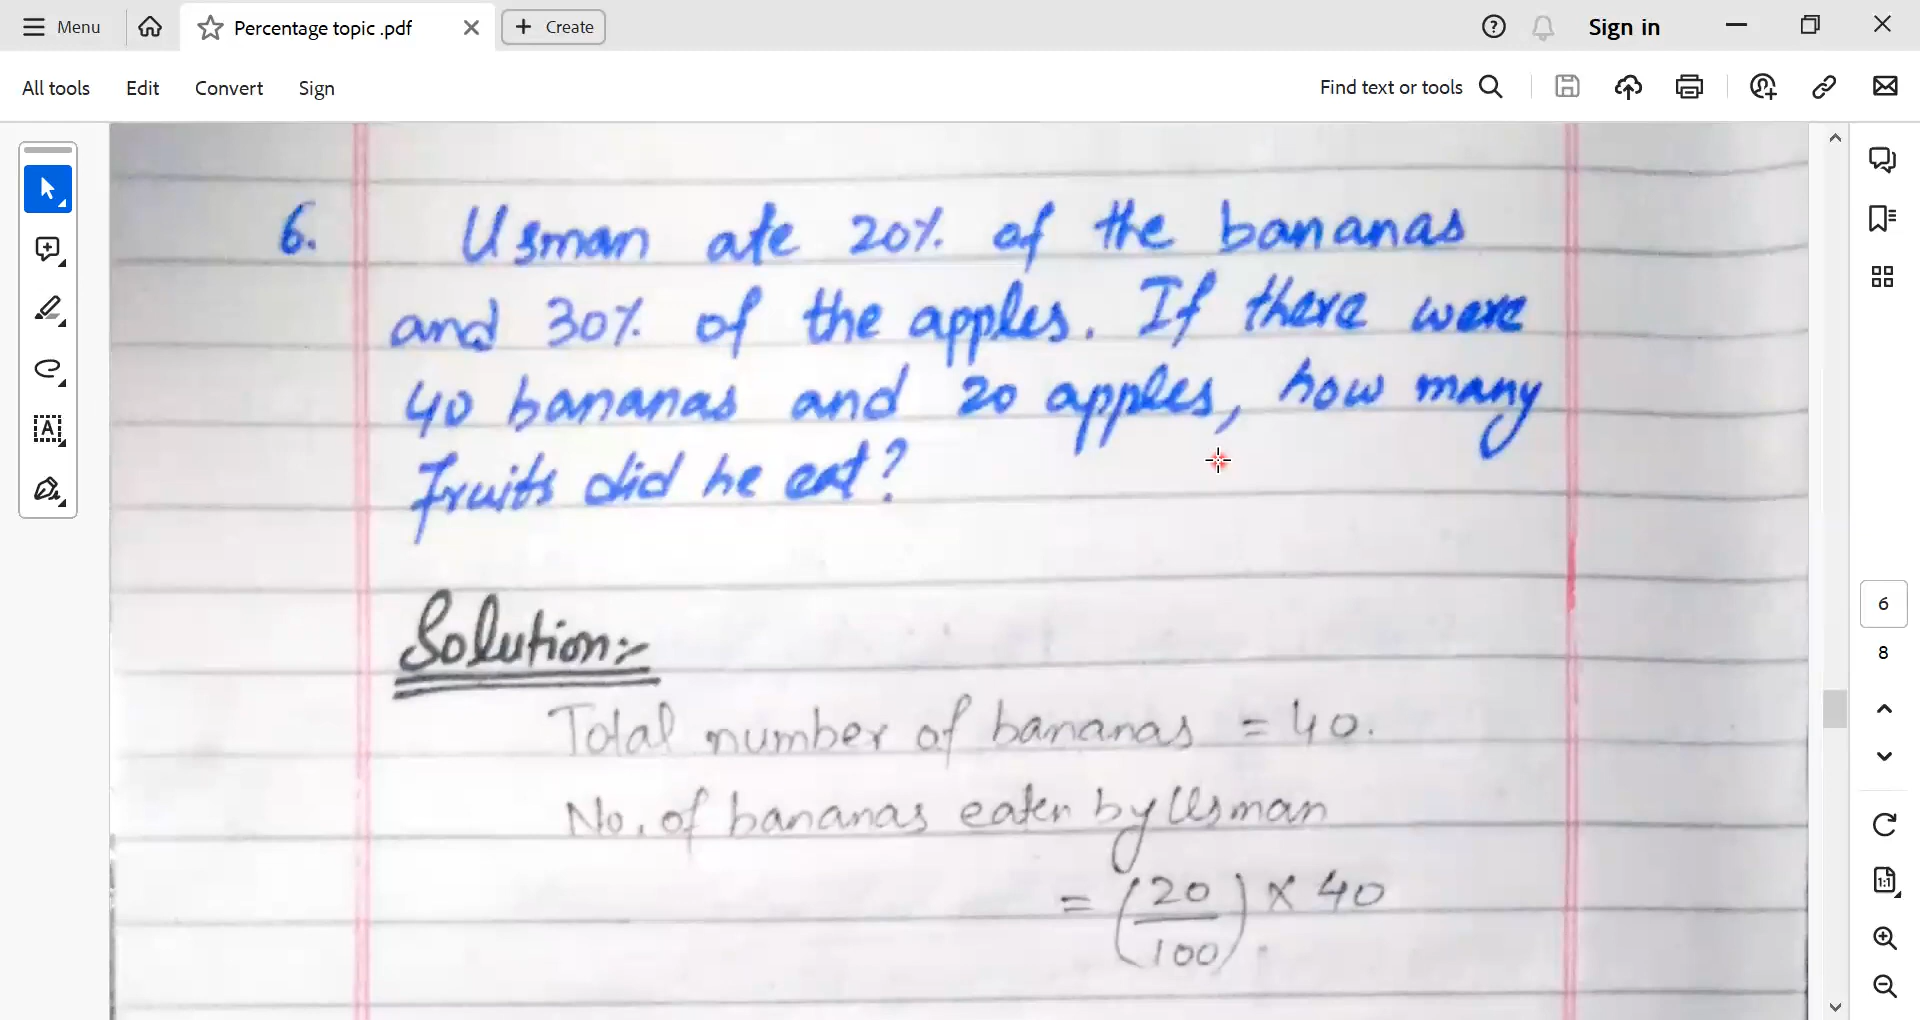 Menu
Percentage topic .pdf
Create
Sign in
All tools Edit Convert Sign
Find text or tools
6. Usman ate 20% of the bananas
and 30% of the apples. If there were
40 bananas and 20 apples, how many
fruits did he eat?
Solution:-
Total number of bananas = 40.
No. of bananas eaten by Usman
= (20/100) × 40
6
8